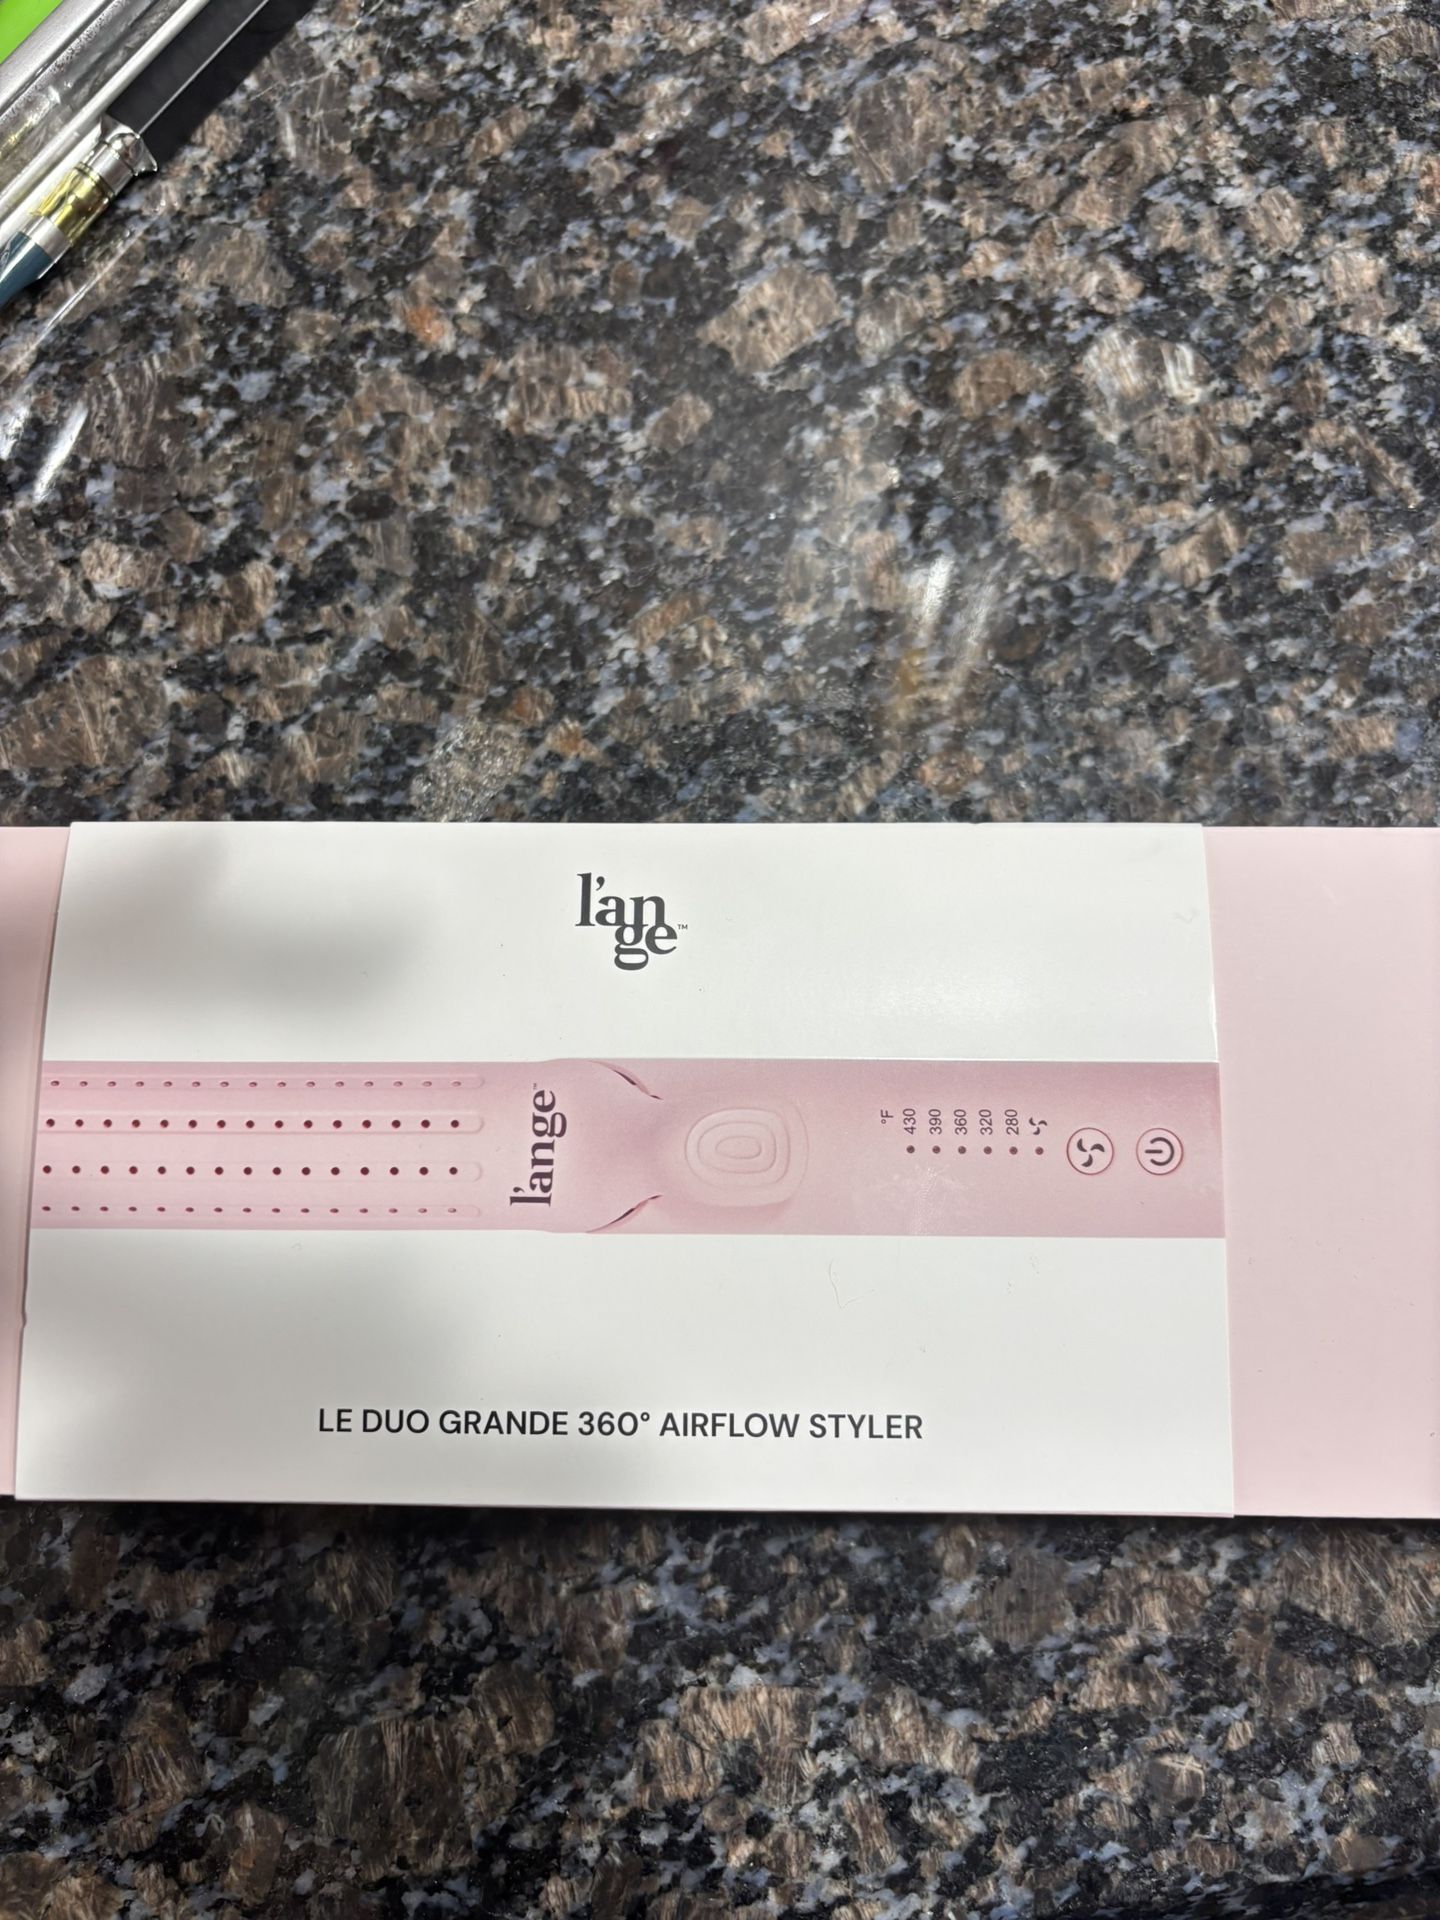 l'ange™
l'ange™
°F
430
390
360
320
280
LE DUO GRANDE 360° AIRFLOW STYLER